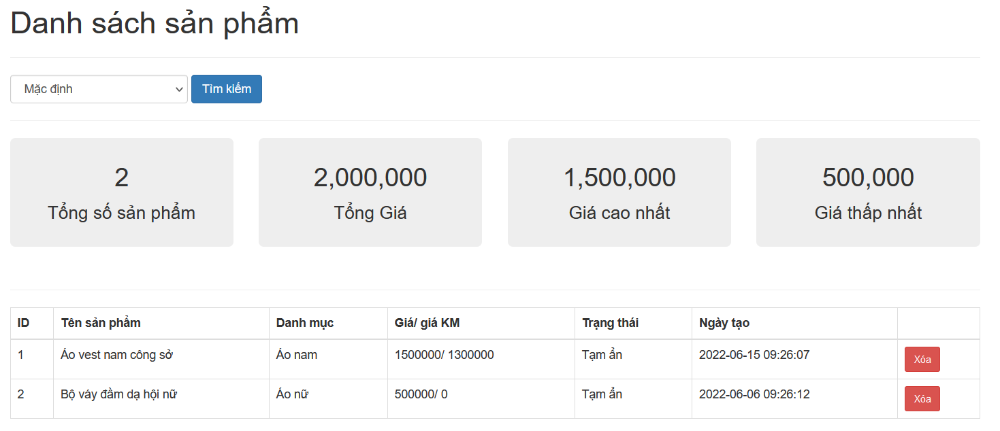 Danh sách sản phẩm
Mặc định Tìm kiếm
2 2,000,000 1,500,000 500,000
Tổng số sản phẩm Tổng Giá Giá cao nhất Giá thấp nhất
ID Tên sản phẩm Danh mục Giá/ giá KM Trạng thái Ngày tạo
1 Áo vest nam công sở Áo nam 1500000/ 1300000 Tạm ẩn 2022-06-15 09:26:07 Xóa
2 Bộ váy đầm dạ hội nữ Áo nữ 500000/ 0 Tạm ẩn 2022-06-06 09:26:12 Xóa